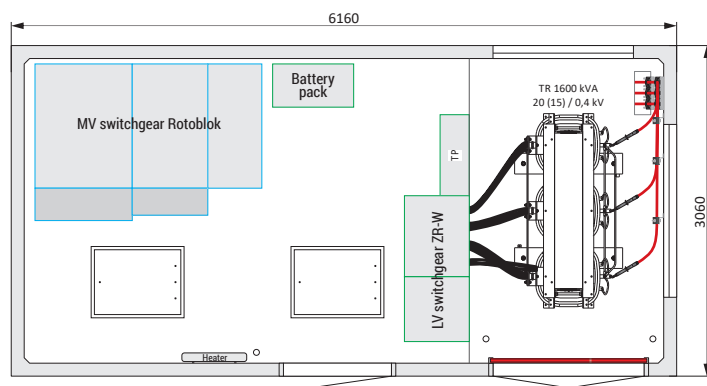 6160
Battery
pack
TR 1600 kVA
20 (15) / 0,4 kV
MV switchgear Rotoblok
TP
3060
LV switchgear ZR-W
Heater